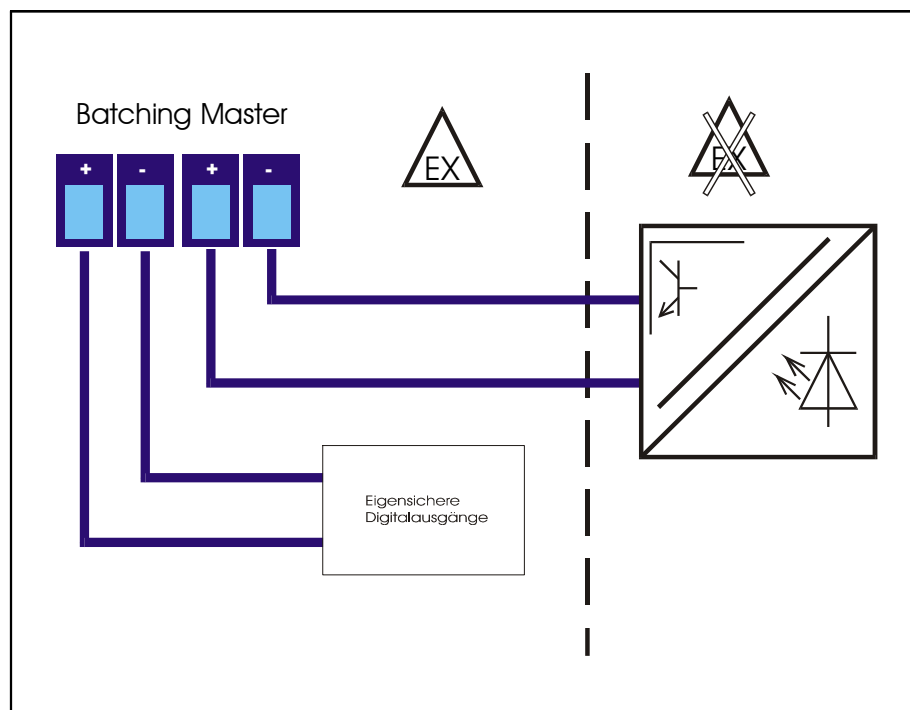 Batching Master
+ - + -
EX
EX
Eigensichere
Digitalausgänge